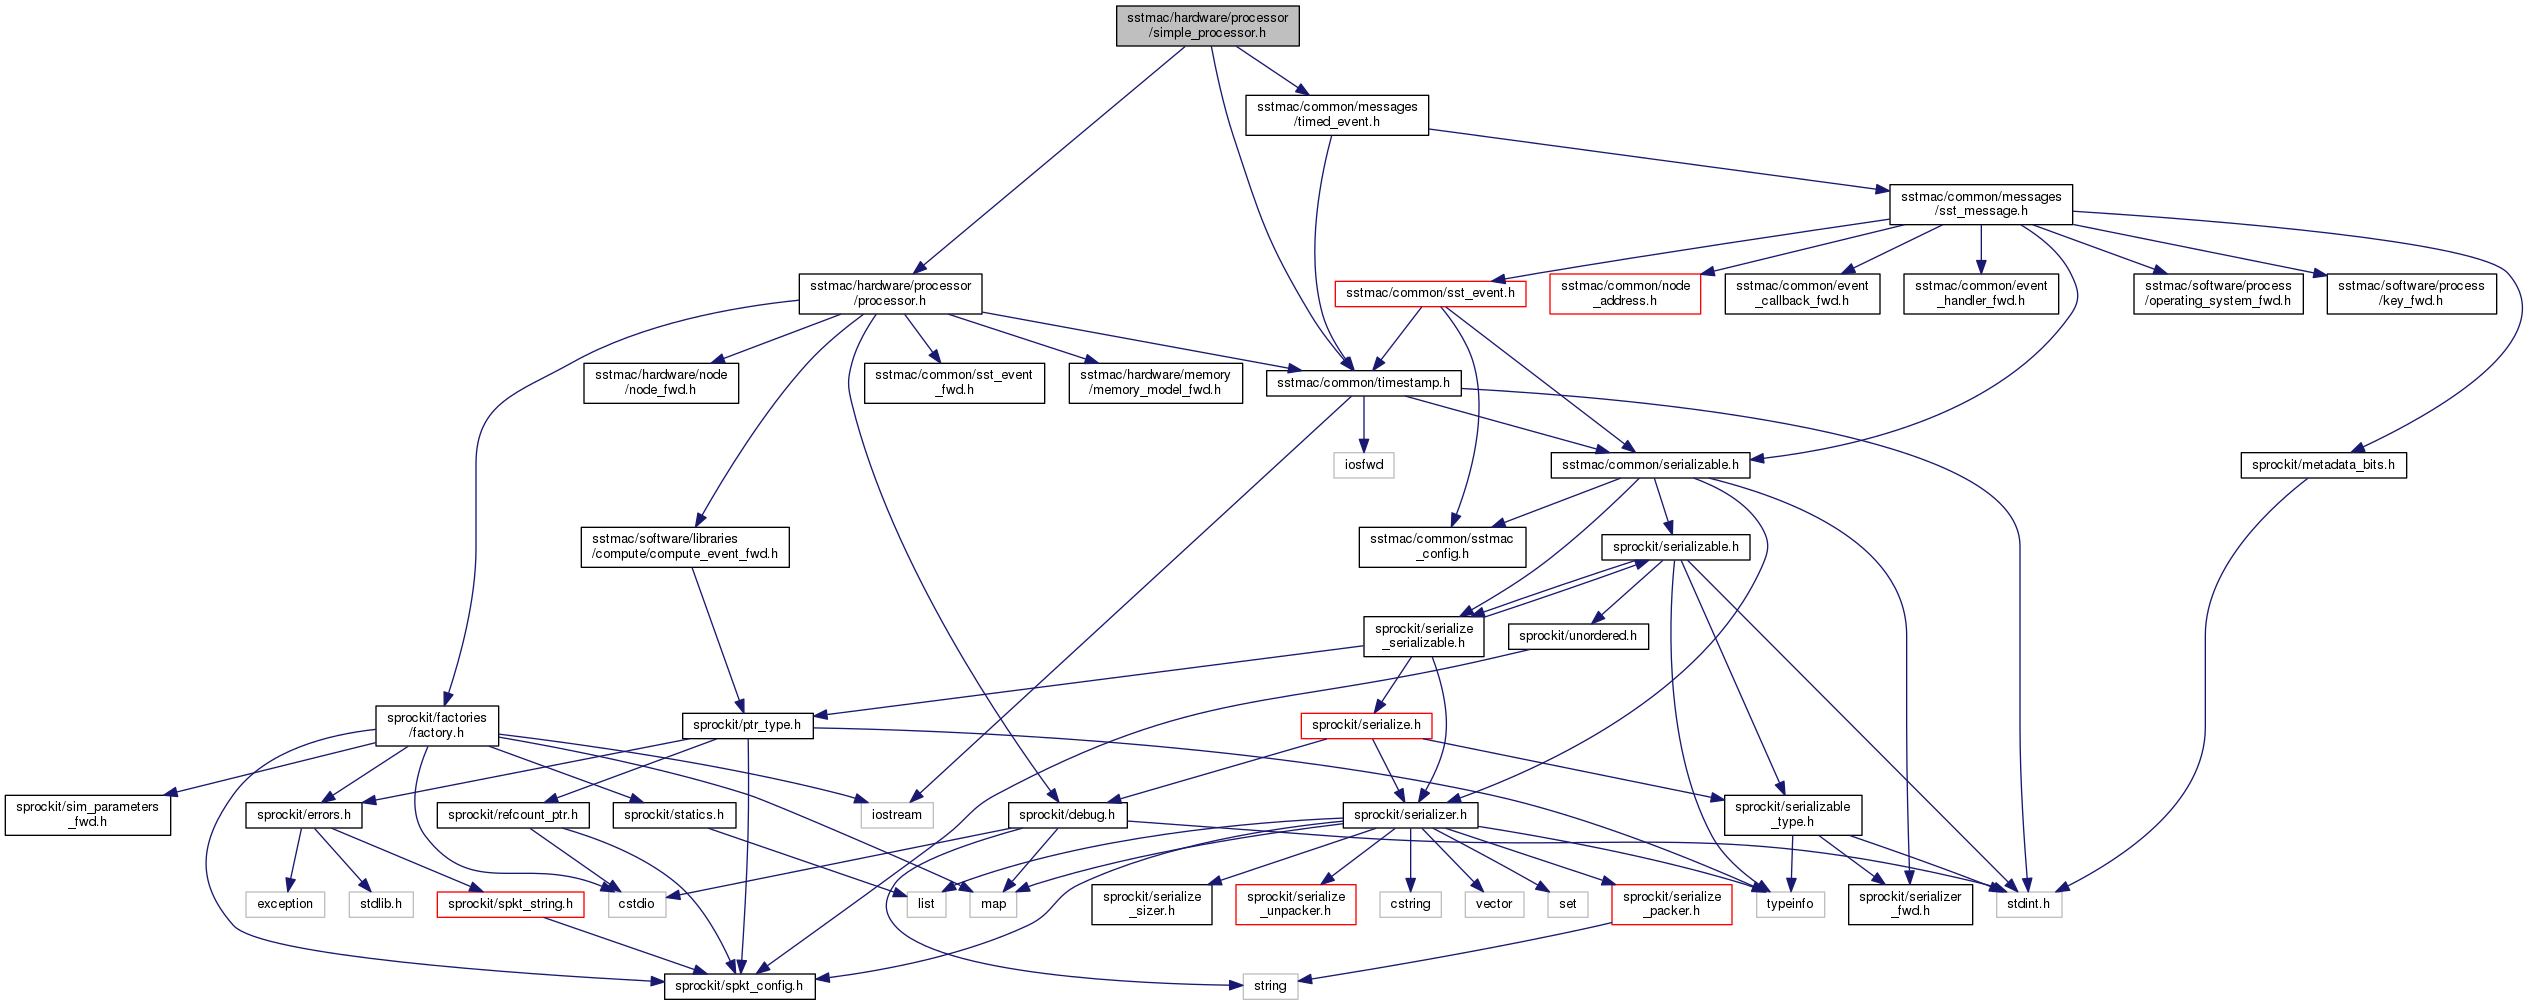 sstmac/hardware/processor
/simple_processor.h
sstmac/common/messages
/timed_event.h
sstmac/common/messages
/sst_message.h
sstmac/hardware/processor
/processor.h
sstmac/common/sst_event.h
sstmac/common/node
_address.h
sstmac/common/event
_callback_fwd.h
sstmac/common/event
_handler_fwd.h
sstmac/software/process
/operating_system_fwd.h
sstmac/software/process
/key_fwd.h
sstmac/hardware/node
/node_fwd.h
sstmac/common/sst_event
_fwd.h
sstmac/hardware/memory
/memory_model_fwd.h
sstmac/common/timestamp.h
iosfwd
sstmac/common/serializable.h
sprockit/metadata_bits.h
sstmac/software/libraries
/compute/compute_event_fwd.h
sstmac/common/sstmac
_config.h
sprockit/serializable.h
sprockit/serialize
_serializable.h
sprockit/unordered.h
sprockit/factories
/factory.h
sprockit/ptr_type.h
sprockit/serialize.h
sprockit/sim_parameters
_fwd.h
sprockit/errors.h
sprockit/refcount_ptr.h
sprockit/statics.h
iostream
sprockit/debug.h
sprockit/serializer.h
sprockit/serializable
_type.h
exception
stdlib.h
sprockit/spkt_string.h
cstdio
list
map
sprockit/serialize
_sizer.h
sprockit/serialize
_unpacker.h
cstring
vector
set
sprockit/serialize
_packer.h
typeinfo
sprockit/serializer
_fwd.h
stdint.h
sprockit/spkt_config.h
string